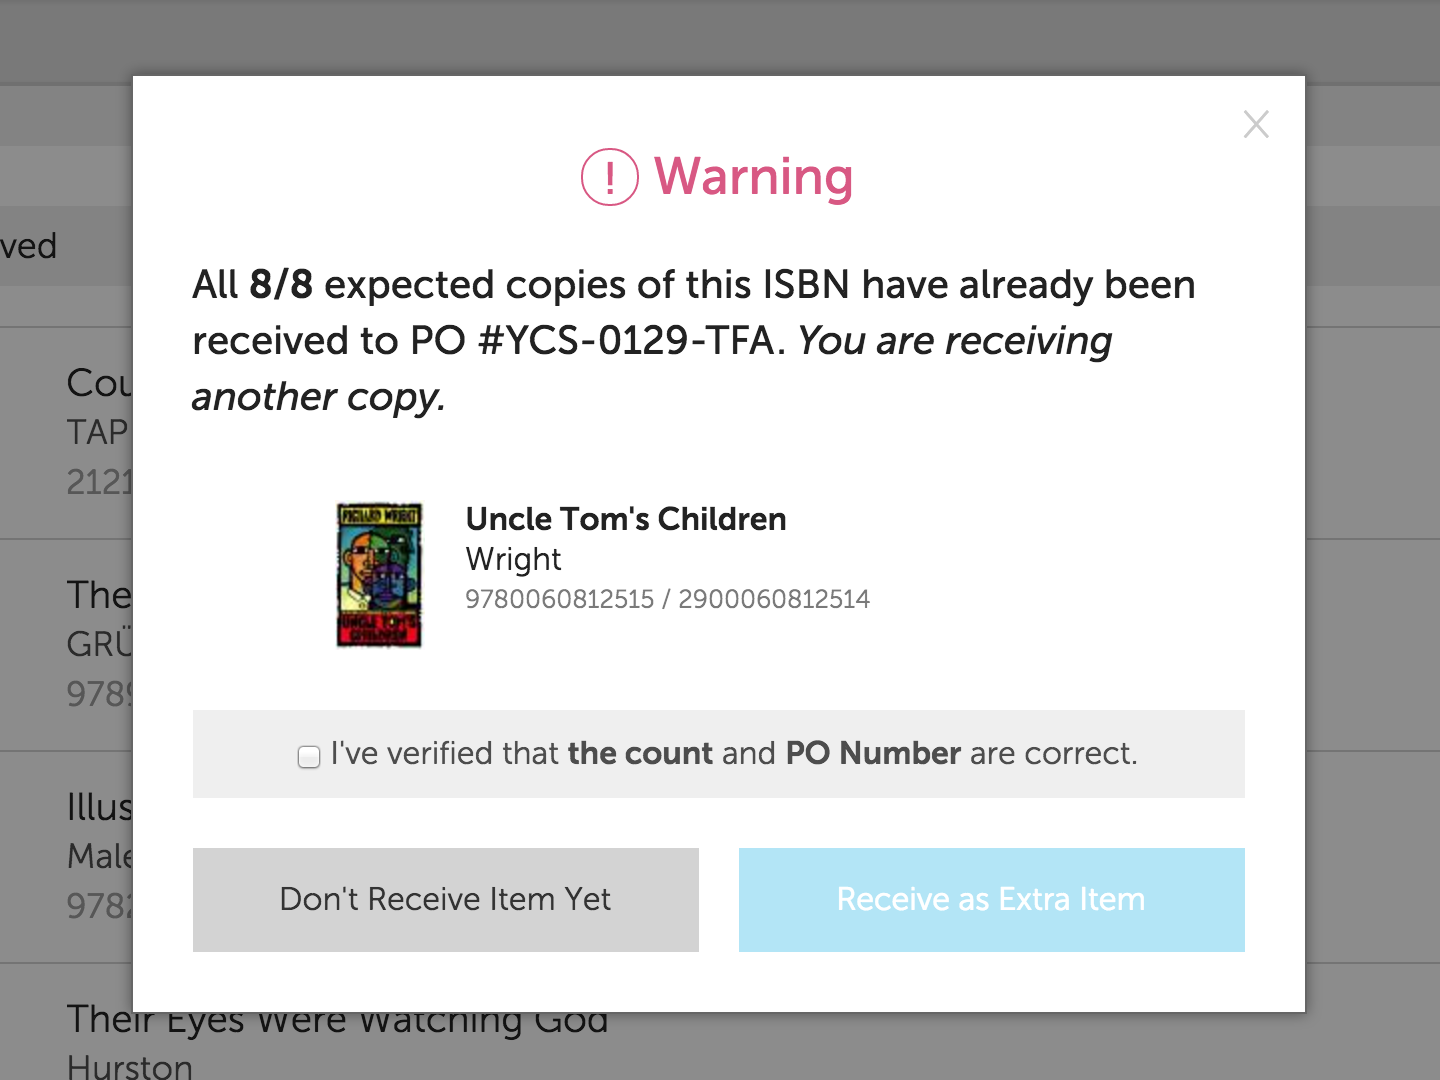 Warning
All 8/8 expected copies of this ISBN have already been
received to PO #YCS-0129-TFA. You are receiving
another copy.
RICHARD WRIGHT
UNCLE TOM'S
CHILDREN
Uncle Tom's Children
Wright
9780060812515 / 2900060812514
I've verified that the count and PO Number are correct.
Don't Receive Item Yet
Receive as Extra Item
ved
Cou
TAP
2121
The
GRÜ
978
Illus
Male
978
Their Eyes Were Watching God
Hurston